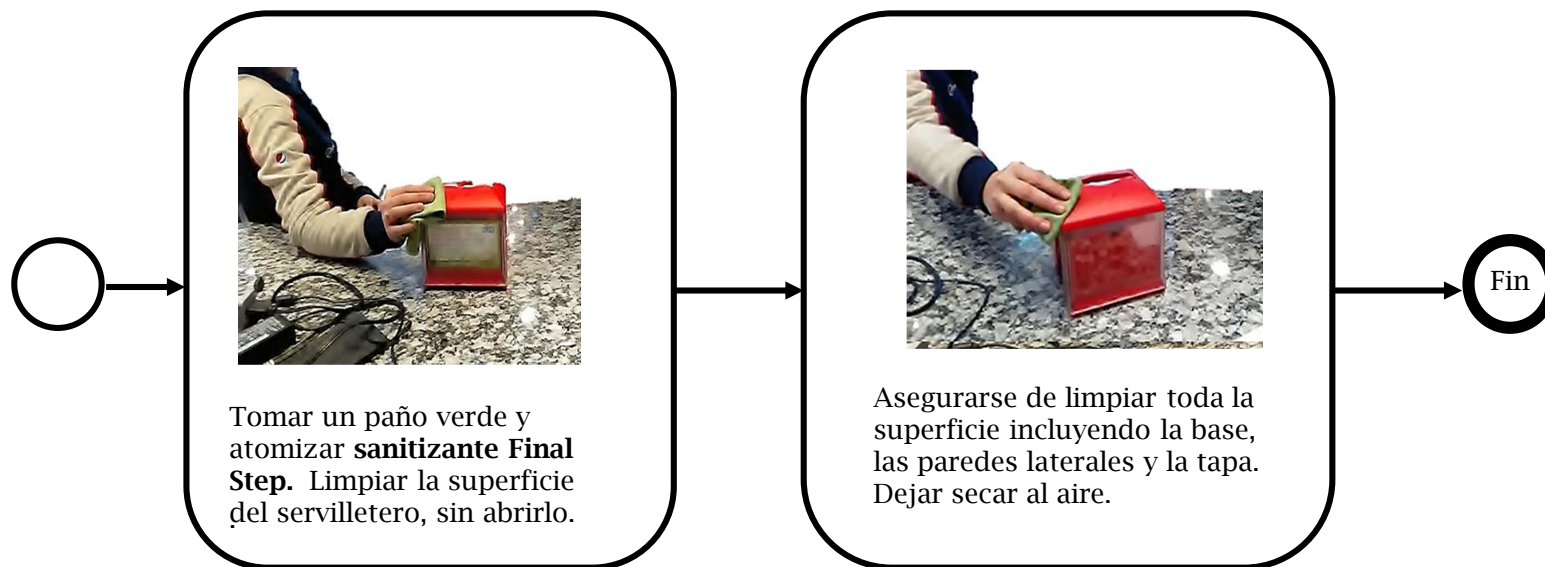 Tomar un paño verde y
atomizar sanitizante Final
Step. Limpiar la superficie
del servilletero, sin abrirlo.
Asegurarse de limpiar toda la
superficie incluyendo la base,
las paredes laterales y la tapa.
Dejar secar al aire.
Fin